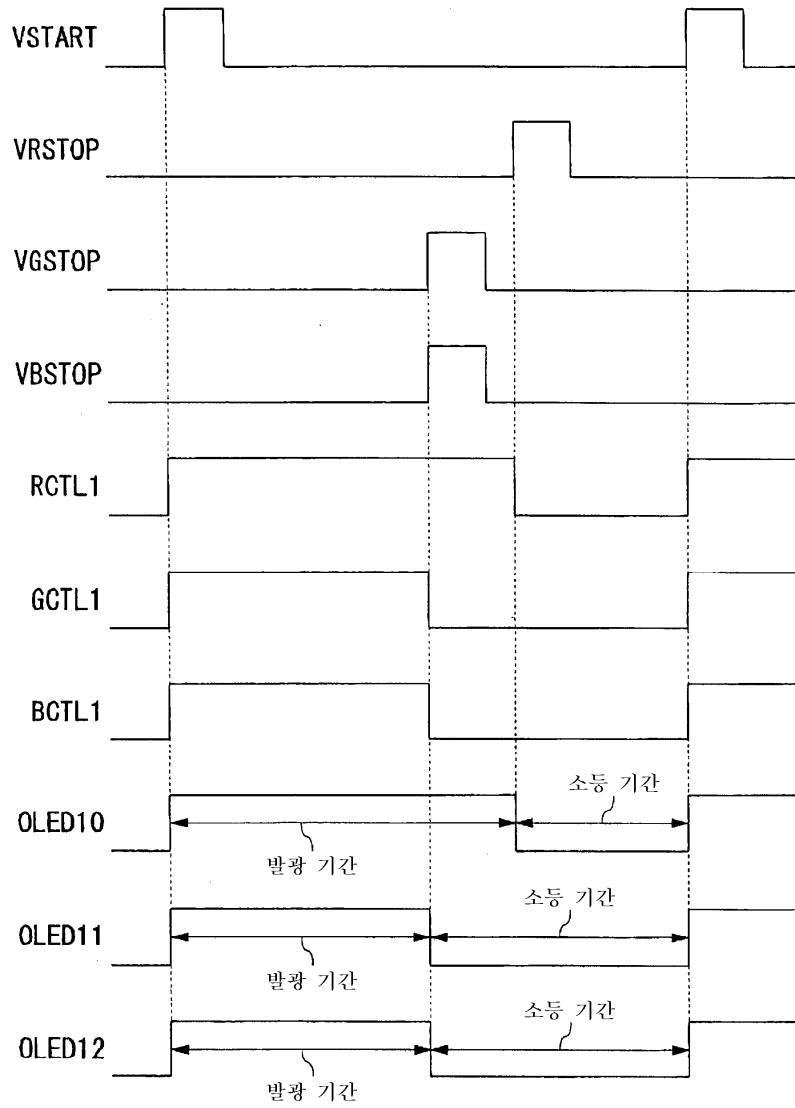 VSTART
VRSTOP
VGSTOP
VBSTOP
RCTL1
GCTL1
BCTL1
소등 기간
OLED10
발광 기간
소등 기간
OLED11
발광 기간
소등 기간
OLED12
발광 기간